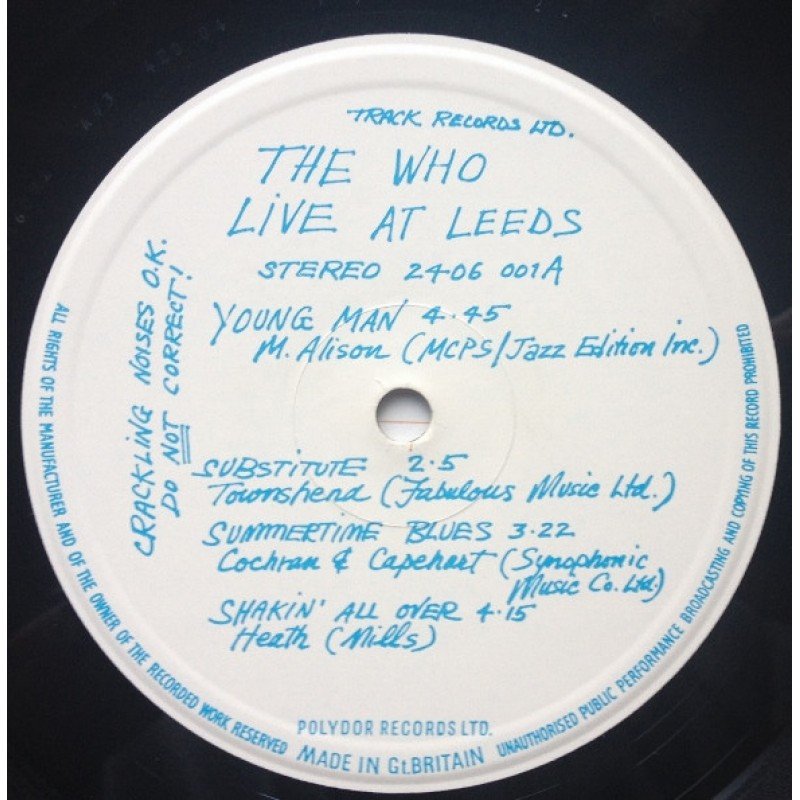 TRACK RECORDS LTD.
THE WHO
LIVE AT LEEDS
STEREO 2406 001A
YOUNG MAN 4.45
M. Alison (MCPS/Jazz Edition Inc.)
SUBSTITUTE 2.5
Townshend (Fabulous Music Ltd.)
SUMMERTIME BLUES 3.22
Cochran & Capehart (Synophonic
Music Co. Ltd.)
SHAKIN' ALL OVER 4.15
Heath (Mills)
CRACKLING NOISES O.K.
DO NOT CORRECT!
POLYDOR RECORDS LTD.
MADE IN Gt.BRITAIN
ALL RIGHTS OF THE MANUFACTURER AND OF THE OWNER OF THE RECORDED WORK RESERVED
UNAUTHORISED PUBLIC PERFORMANCE BROADCASTING AND COPYING OF THIS RECORD PROHIBITED